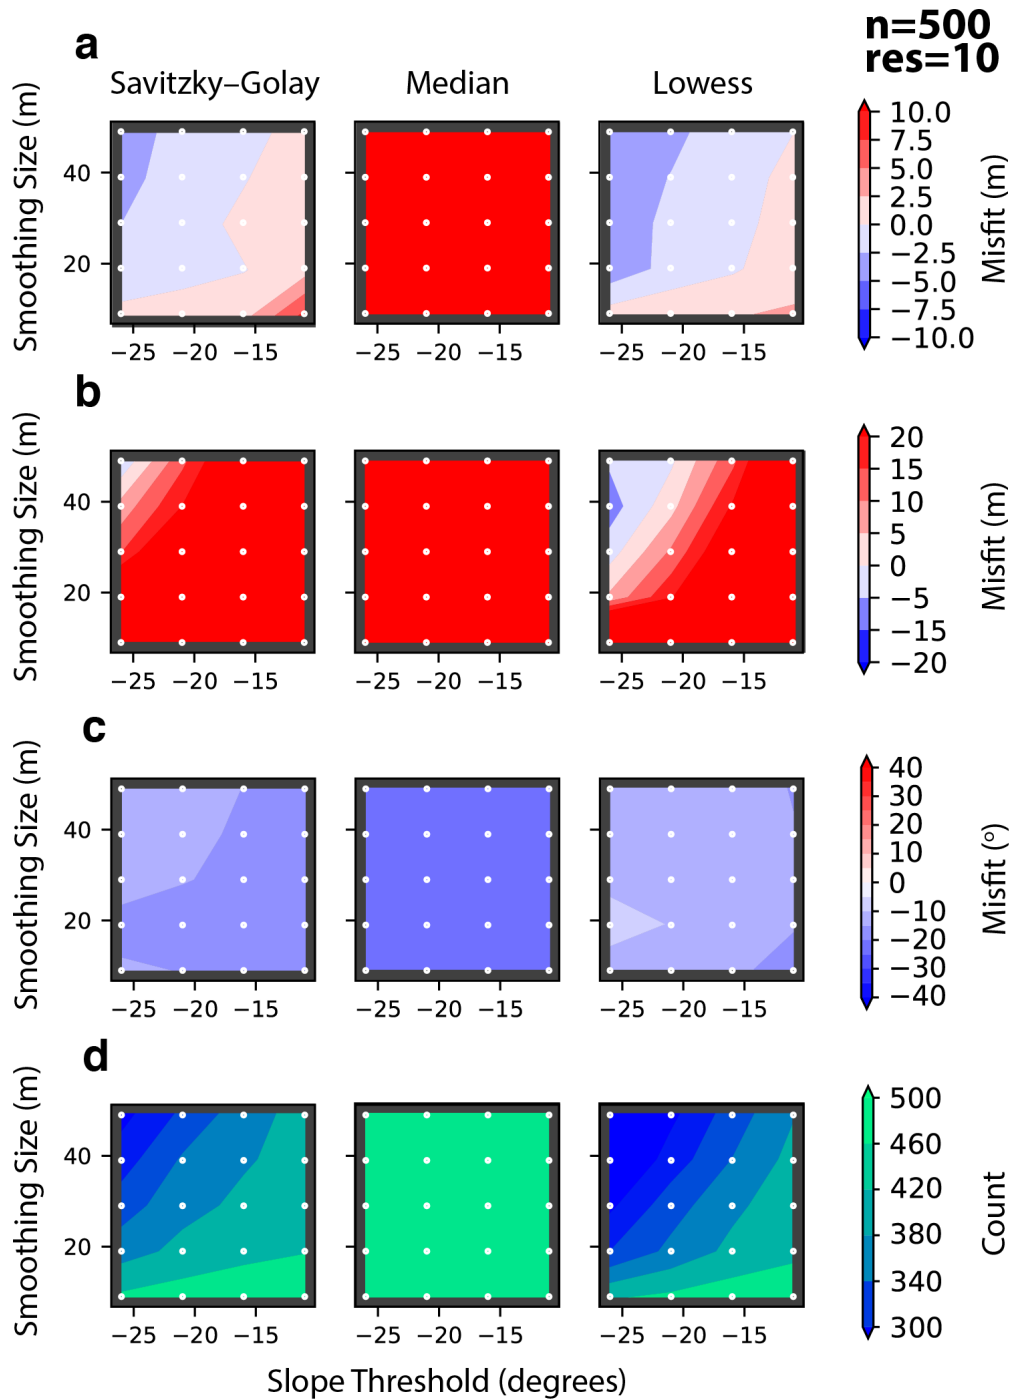 n=500
res=10
a
Savitzky–Golay Median Lowess
Smoothing Size (m)
40
20
−25 −20 −15
−25 −20 −15
−25 −20 −15
10.0
7.5
5.0
2.5
0.0
−2.5
−5.0
−7.5
−10.0
Misfit (m)
b
Smoothing Size (m)
40
20
−25 −20 −15
−25 −20 −15
−25 −20 −15
20
15
10
5
0
−5
−15
−20
Misfit (m)
c
Smoothing Size (m)
40
20
−25 −20 −15
−25 −20 −15
−25 −20 −15
40
30
20
10
0
−10
−20
−30
−40
Misfit (°)
d
Smoothing Size (m)
40
20
−25 −20 −15
−25 −20 −15
−25 −20 −15
500
460
420
380
340
300
Count
Slope Threshold (degrees)